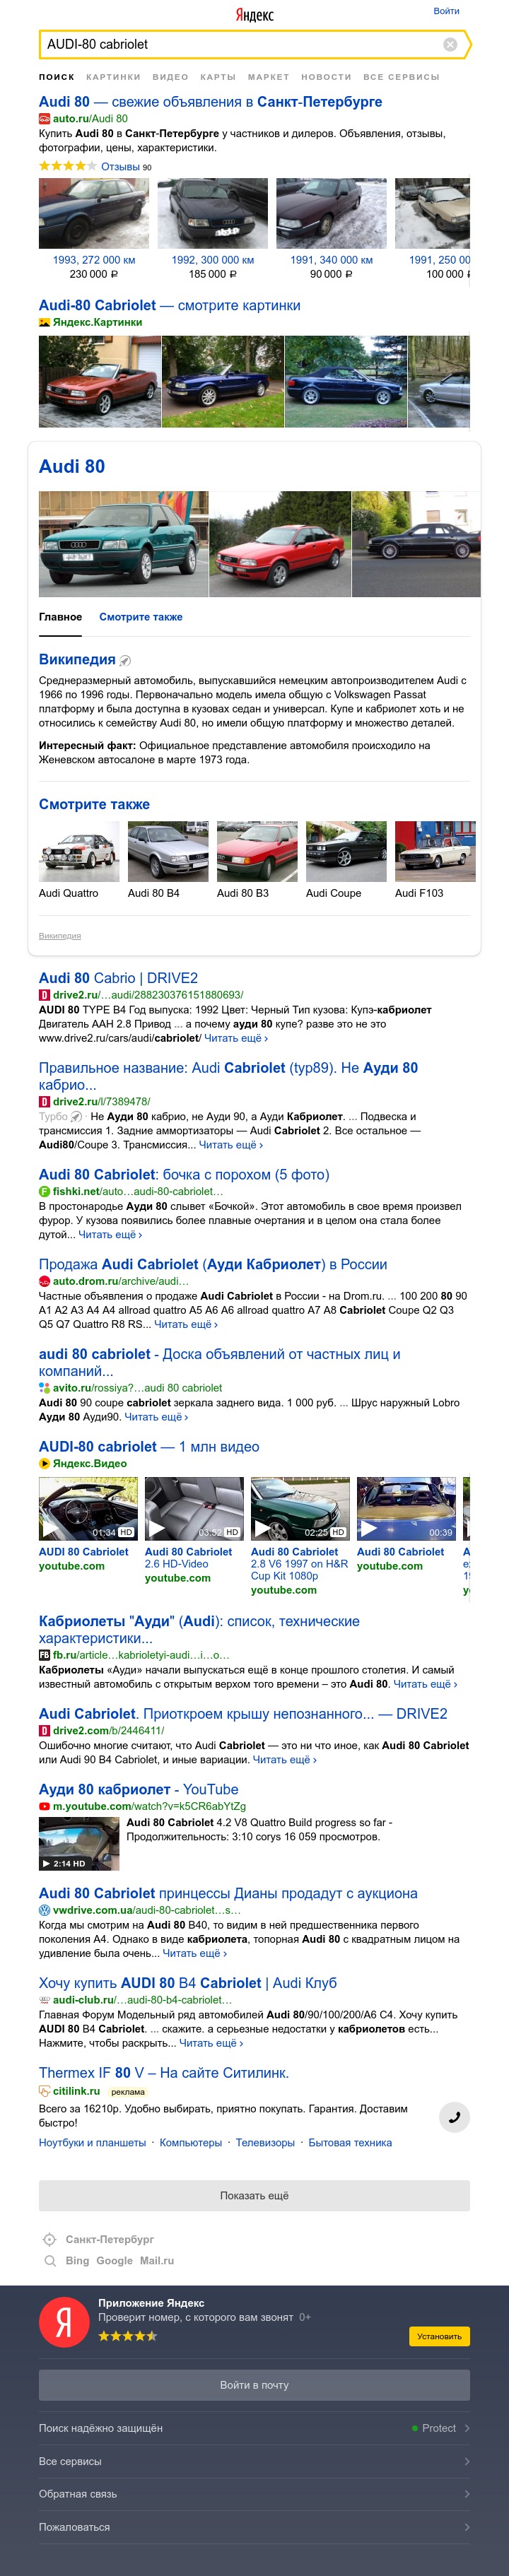 Яндекс
Войти
AUDI-80 cabriolet
ПОИСК КАРТИНКИ ВИДЕО КАРТЫ МАРКЕТ НОВОСТИ ВСЕ СЕРВИСЫ
Audi 80 — свежие объявления в Санкт-Петербурге
auto.ru/Audi 80
Купить Audi 80 в Санкт-Петербурге у частников и дилеров. Объявления, отзывы,
фотографии, цены, характеристики.
Отзывы 90
1993, 272 000 км 1992, 300 000 км 1991, 340 000 км 1991, 250 00
230 000 ₽ 185 000 ₽ 90 000 ₽ 100 000 ₽
Audi-80 Cabriolet — смотрите картинки
Яндекс.Картинки
Audi 80
Главное Смотрите также
Википедия
Среднеразмерный автомобиль, выпускавшийся немецким автопроизводителем Audi с
1966 по 1996 годы. Первоначально модель имела общую с Volkswagen Passat
платформу и была доступна в кузовах седан и универсал. Купе и кабриолет хоть и не
относились к семейству Audi 80, но имели общую платформу и множество деталей.
Интересный факт: Официальное представление автомобиля происходило на
Женевском автосалоне в марте 1973 года.
Смотрите также
Audi Quattro Audi 80 B4 Audi 80 B3 Audi Coupe Audi F103
Википедия
Audi 80 Cabrio | DRIVE2
drive2.ru/…audi/288230376151880693/
AUDI 80 TYPE B4 Год выпуска: 1992 Цвет: Черный Тип кузова: Купэ-кабриолет
Двигатель ААН 2.8 Привод ... а почему ауди 80 купе? разве это не это
www.drive2.ru/cars/audi/cabriolet/ Читать ещё ›
Правильное название: Audi Cabriolet (typ89). Не Ауди 80
кабрио...
drive2.ru/l/7389478/
Турбо · Не Ауди 80 кабрио, не Ауди 90, а Ауди Кабриолет. ... Подвеска и
трансмиссия 1. Задние аммортизаторы — Audi Cabriolet 2. Все остальное —
Audi80/Coupe 3. Трансмиссия... Читать ещё ›
Audi 80 Cabriolet: бочка с порохом (5 фото)
fishki.net/auto…audi-80-cabriolet…
В простонародье Ауди 80 слывет «Бочкой». Этот автомобиль в свое время произвел
фурор. У кузова появились более плавные очертания и в целом она стала более
дутой... Читать ещё ›
Продажа Audi Cabriolet (Ауди Кабриолет) в России
auto.drom.ru/archive/audi…
Частные объявления о продаже Audi Cabriolet в России - на Drom.ru. ... 100 200 80 90
A1 A2 A3 A4 A4 allroad quattro A5 A6 A6 allroad quattro A7 A8 Cabriolet Coupe Q2 Q3
Q5 Q7 Quattro R8 RS... Читать ещё ›
audi 80 cabriolet - Доска объявлений от частных лиц и
компаний...
avito.ru/rossiya?…audi 80 cabriolet
Audi 80 90 coupe cabriolet зеркала заднего вида. 1 000 руб. ... Шрус наружный Lobro
Ауди 80 Ауди90. Читать ещё ›
AUDI-80 cabriolet — 1 млн видео
Яндекс.Видео
01:34 HD 03:52 HD 02:25 HD 00:39
AUDI 80 Cabriolet Audi 80 Cabriolet Audi 80 Cabriolet Audi 80 Cabriolet
youtube.com 2.6 HD-Video 2.8 V6 1997 on H&R youtube.com
youtube.com Cup Kit 1080p
youtube.com
Кабриолеты "Ауди" (Audi): список, технические
характеристики...
fb.ru/article…kabrioletyi-audi…i…o…
Кабриолеты «Ауди» начали выпускаться ещё в конце прошлого столетия. И самый
известный автомобиль с открытым верхом того времени – это Audi 80. Читать ещё ›
Audi Cabriolet. Приоткроем крышу непознанного... — DRIVE2
drive2.com/b/2446411/
Ошибочно многие считают, что Audi Cabriolet — это ни что иное, как Audi 80 Cabriolet
или Audi 90 B4 Cabriolet, и иные вариации. Читать ещё ›
Ауди 80 кабриолет - YouTube
m.youtube.com/watch?v=k5CR6abYtZg
Audi 80 Cabriolet 4.2 V8 Quattro Build progress so far -
Продолжительность: 3:10 corys 16 059 просмотров.
2:14 HD
Audi 80 Cabriolet принцессы Дианы продадут с аукциона
vwdrive.com.ua/audi-80-cabriolet…s…
Когда мы смотрим на Audi 80 B40, то видим в ней предшественника первого
поколения A4. Однако в виде кабриолета, топорная Audi 80 с квадратным лицом на
удивление была очень... Читать ещё ›
Хочу купить AUDI 80 B4 Cabriolet | Audi Клуб
audi-club.ru/…audi-80-b4-cabriolet…
Главная Форум Модельный ряд автомобилей Audi 80/90/100/200/A6 C4. Хочу купить
AUDI 80 B4 Cabriolet. ... скажите. а серьезные недостатки у кабриолетов есть...
Нажмите, чтобы раскрыть... Читать ещё ›
Thermex IF 80 V – На сайте Ситилинк.
citilink.ru реклама
Всего за 16210р. Удобно выбирать, приятно покупать. Гарантия. Доставим
быстро!
Ноутбуки и планшеты · Компьютеры · Телевизоры · Бытовая техника
Показать ещё
Санкт-Петербург
Bing Google Mail.ru
Приложение Яндекс
Проверит номер, с которого вам звонят 0+
Установить
Войти в почту
Поиск надёжно защищён Protect
Все сервисы
Обратная связь
Пожаловаться